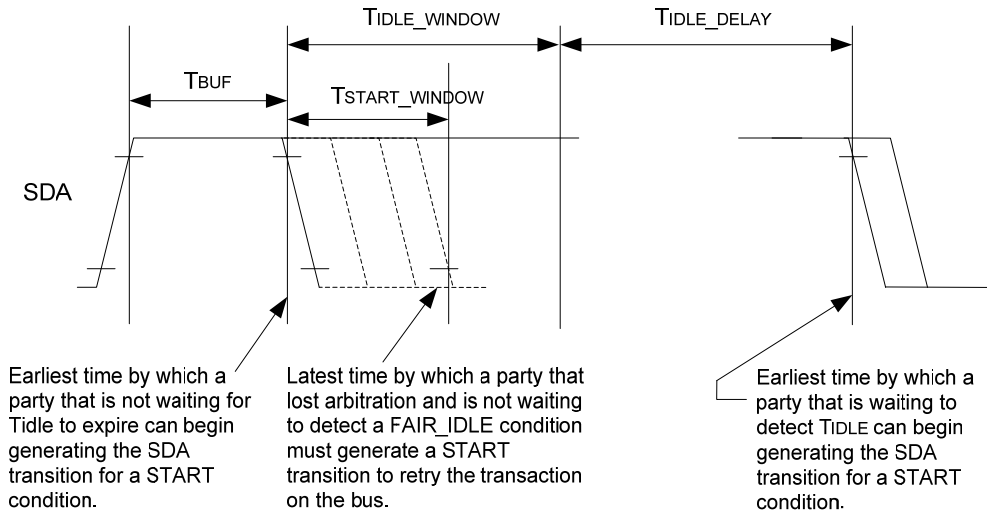 TIDLE_WINDOW
TIDLE_DELAY
TBUF
TSTART_WINDOW
SDA
Earliest time by which a
party that is not waiting for
Tidle to expire can begin
generating the SDA
transition for a START
condition.
Latest time by which a party that
lost arbitration and is not waiting
to detect a FAIR_IDLE condition
must generate a START
transition to retry the transaction
on the bus.
Earliest time by which a
party that is waiting to
detect TIDLE can begin
generating the SDA
transition for a START
condition.